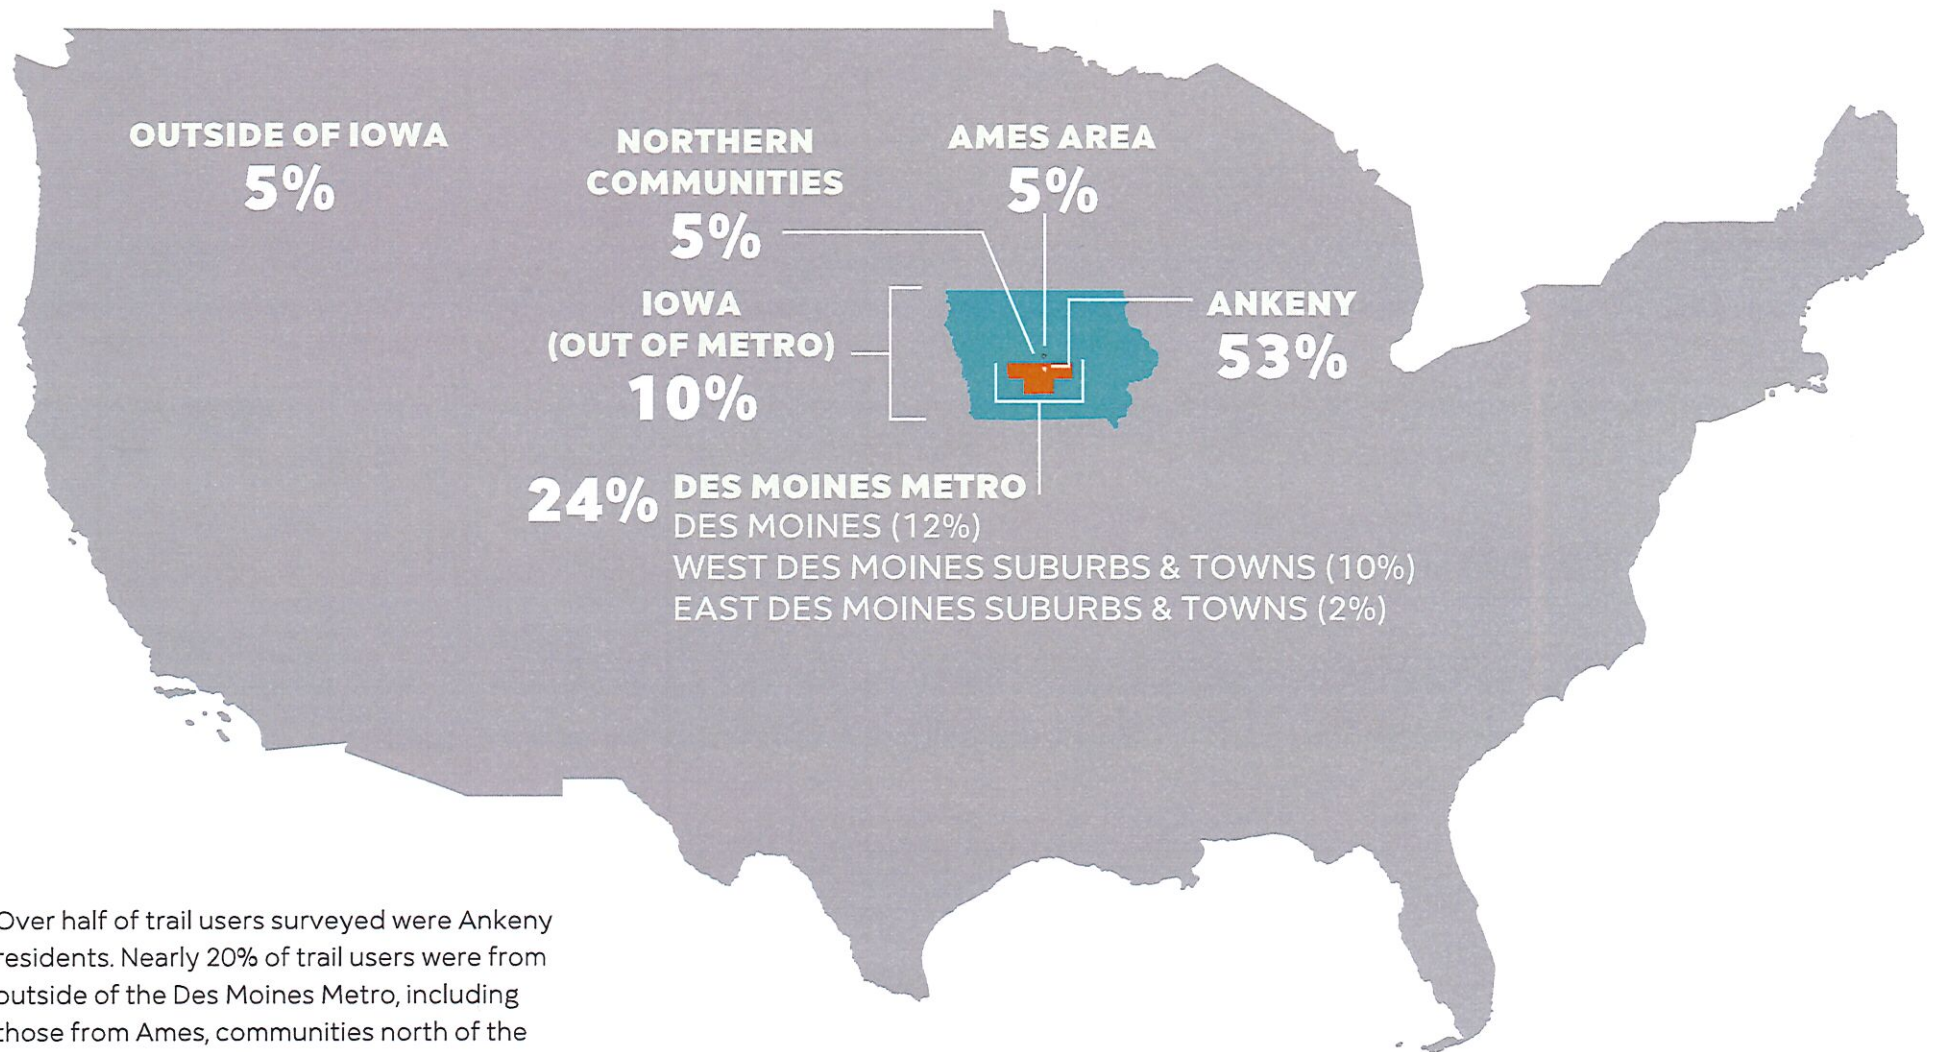 OUTSIDE OF IOWA
5%
NORTHERN
COMMUNITIES
5%
AMES AREA
5%
IOWA
(OUT OF METRO)
10%
ANKENY
53%
24%
DES MOINES METRO
DES MOINES (12%)
WEST DES MOINES SUBURBS & TOWNS (10%)
EAST DES MOINES SUBURBS & TOWNS (2%)
Over half of trail users surveyed were Ankeny
residents. Nearly 20% of trail users were from
outside of the Des Moines Metro, including
those from Ames, communities north of the